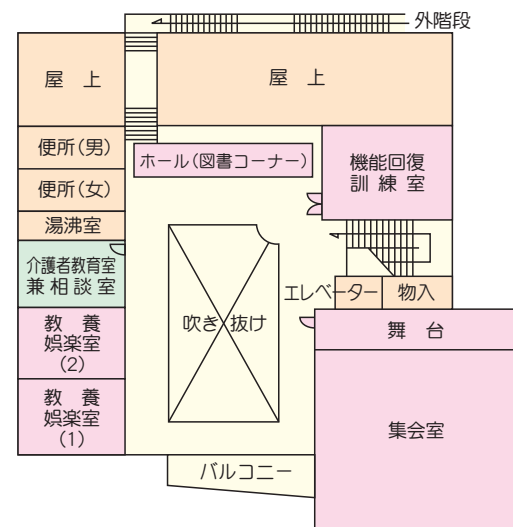 外階段
屋 上
屋 上
便所(男)
ホール(図書コーナー)
機能回復
訓 練 室
便所(女)
湯沸室
介護者教育室
兼 相 談 室
エレベーター
物入
教 養
娯楽室
(2)
吹き抜け
舞 台
教 養
娯楽室
(1)
集会室
バルコニー